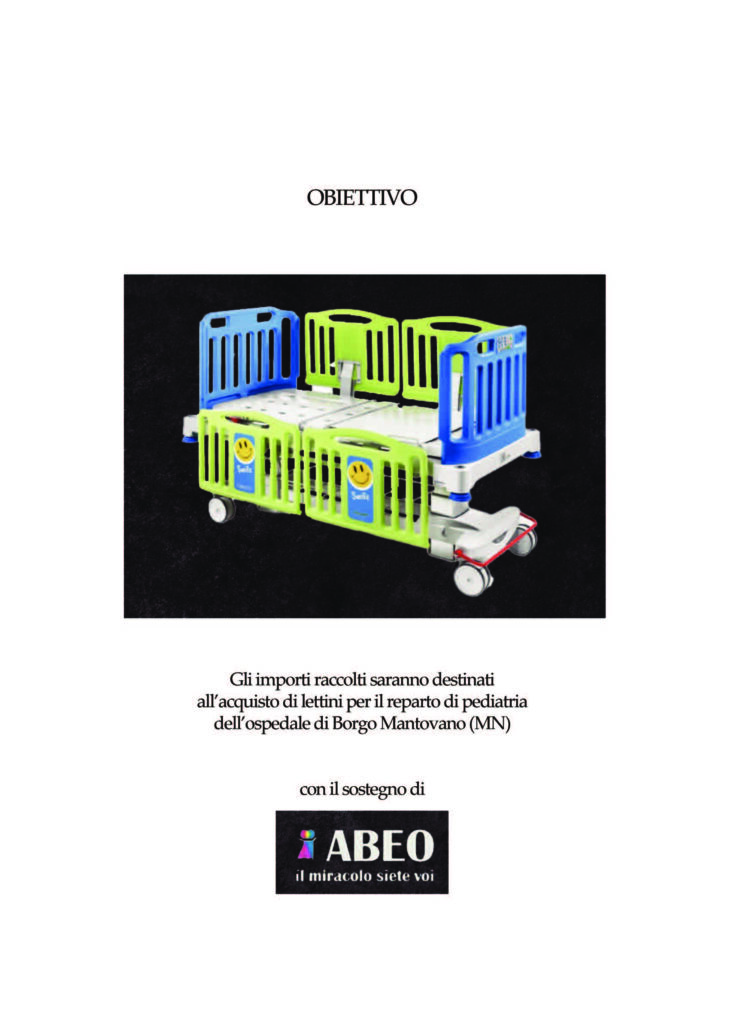 OBIETTIVO
Smile
Smile
Gli importi raccolti saranno destinati
all'acquisto di lettini per il reparto di pediatria
dell'ospedale di Borgo Mantovano (MN)
con il sostegno di
ABEO
il miracolo siete voi